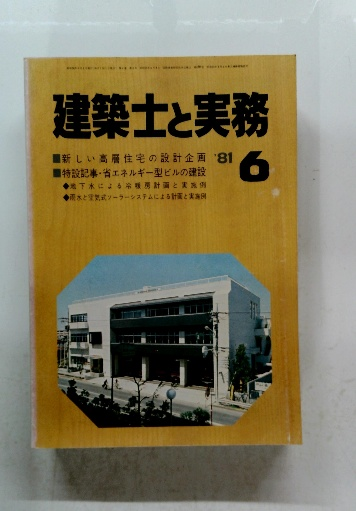 建築士と実務
■新しい高層住宅の設計企画
'81
6
■特設記事・省エネルギー型ビルの建設
◆地下水による冷暖房計画と実施例
◆雨水と空気式ソーラーシステムによる計画と実施例